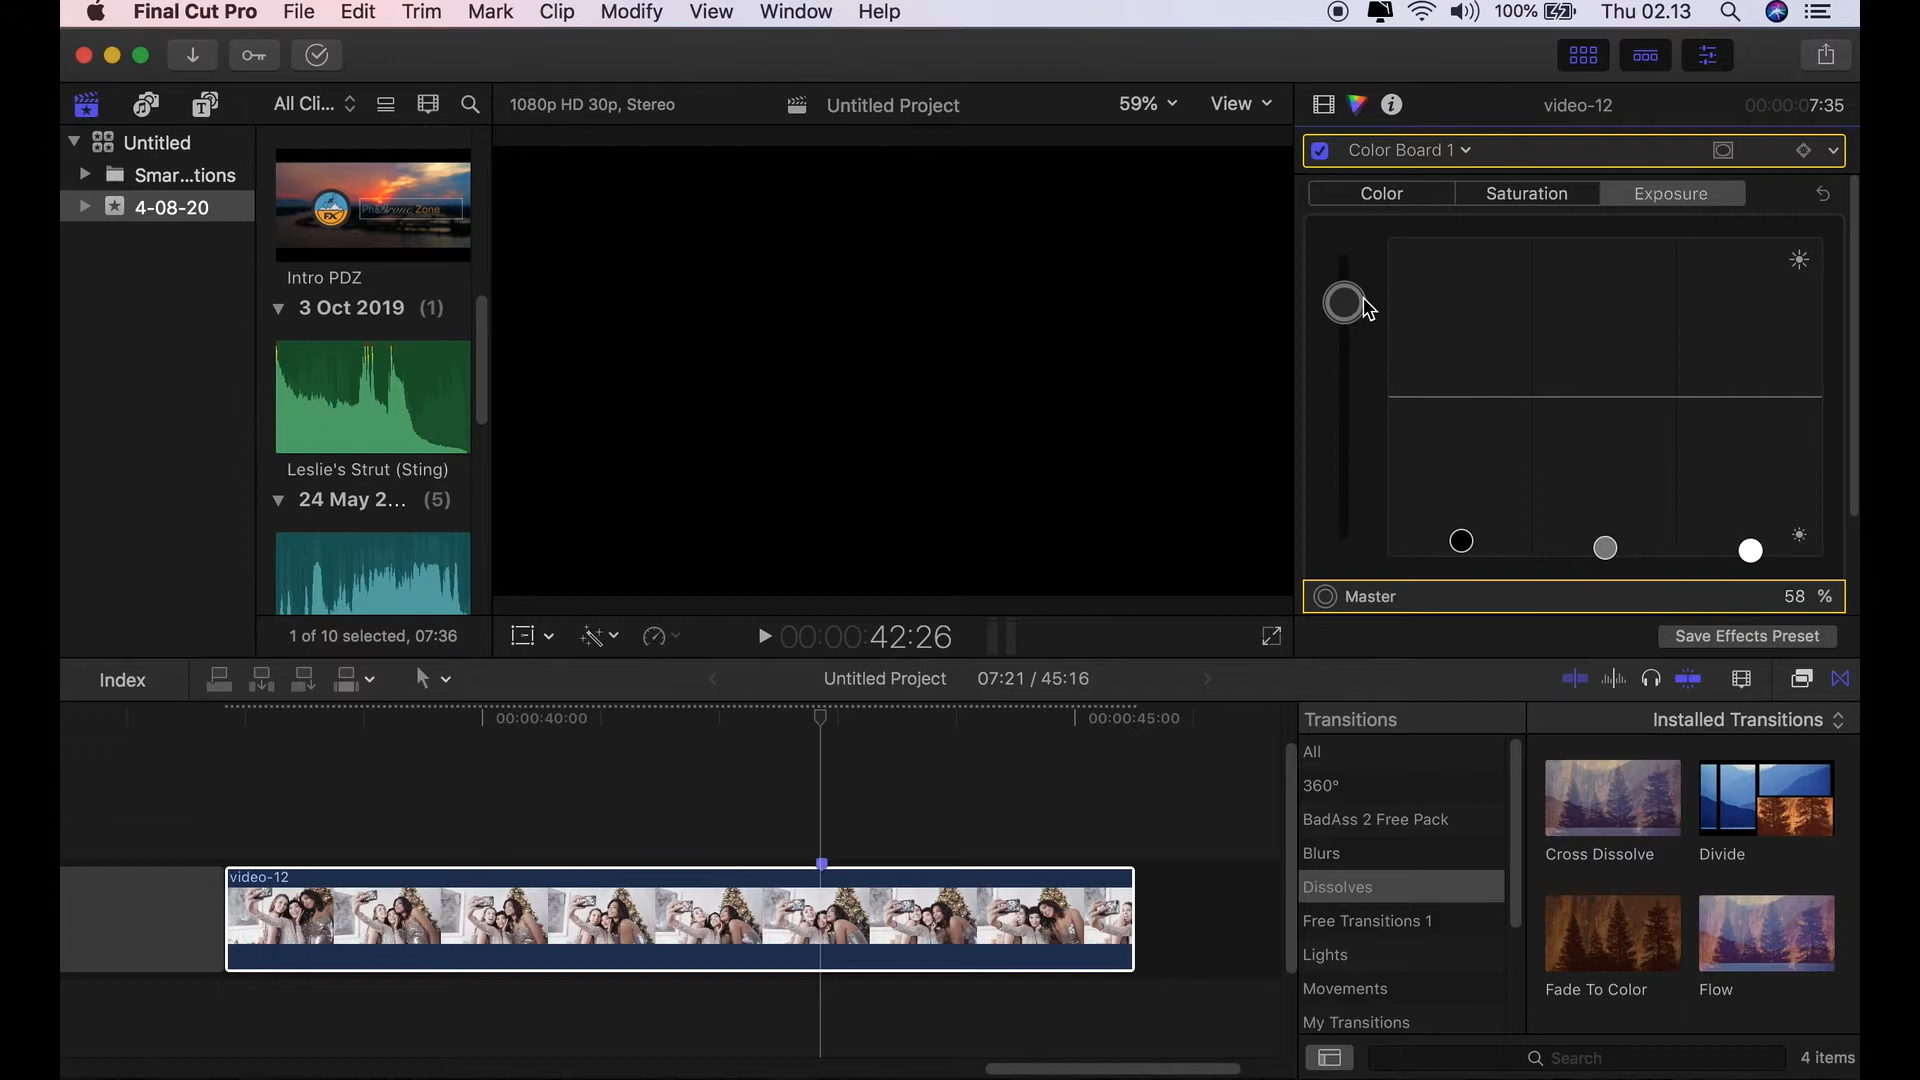 Final Cut Pro File Edit Trim Mark Clip Modify View Window Help 100% Thu 02.13
All Cli... 1080p HD 30p, Stereo Untitled Project 59% View video-12 00:00:07:35
Untitled
Smar...tions
4-08-20
Intro PDZ
3 Oct 2019 (1)
Leslie's Strut (Sting)
24 May 2... (5)
1 of 10 selected, 07:36
00:00:42:26
Color Board 1
Color Saturation Exposure
Master 58 %
Save Effects Preset
Index Untitled Project 07:21 / 45:16
00:00:40:00 00:00:45:00
video-12
Transitions Installed Transitions
All
360°
BadAss 2 Free Pack
Blurs
Dissolves
Free Transitions 1
Lights
Movements
My Transitions
Cross Dissolve Divide
Fade To Color Flow
Search 4 items